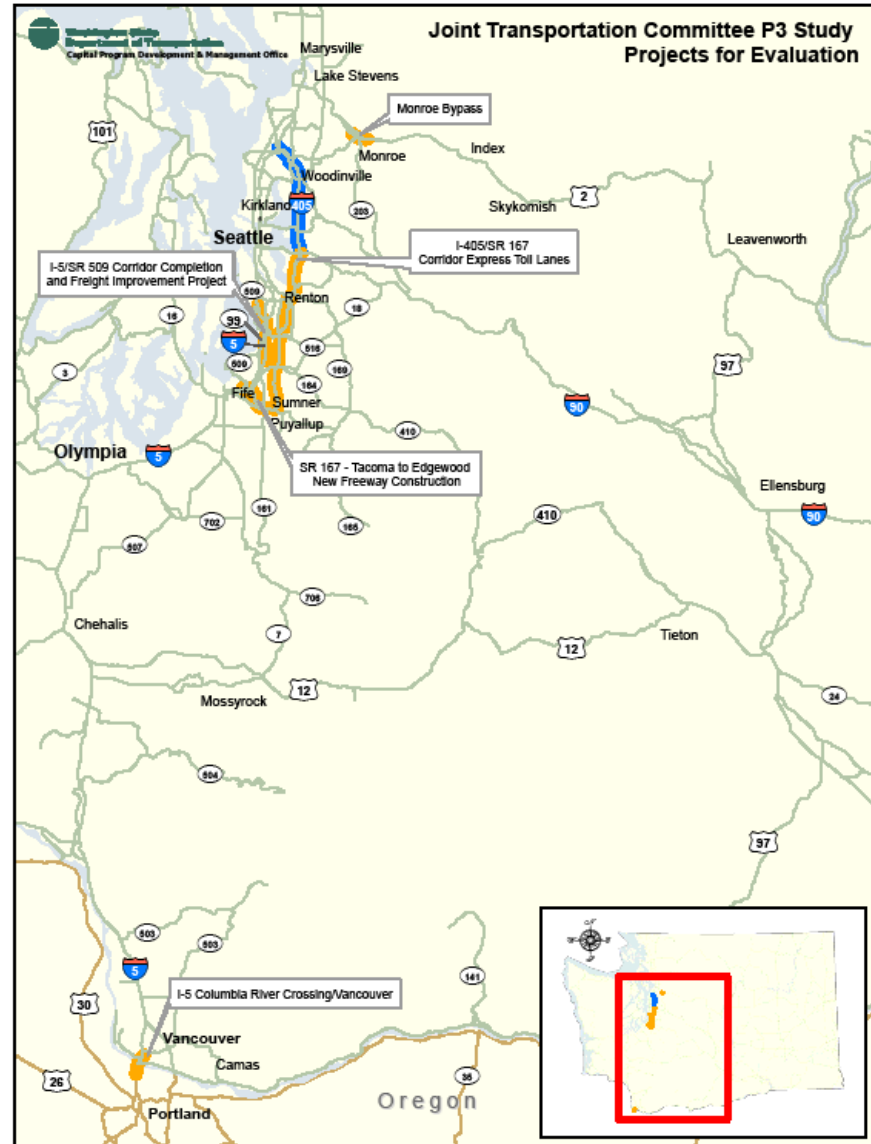 Washington State
Department of Transportation
Capital Program Development & Management Office
Joint Transportation Committee P3 Study
Projects for Evaluation
Marysville
Lake Stevens
Monroe Bypass
101
Monroe
Index
Woodinville
2
Kirkland
405
203
Skykomish
Seattle
Leavenworth
I-405/SR 167
Corridor Express Toll Lanes
I-5/SR 509 Corridor Completion
and Freight Improvement Project
509
Renton
16
99
18
5
516
3
509
164
169
97
Fife
Sumner
90
Puyallup
410
Olympia
5
SR 167 - Tacoma to Edgewood
New Freeway Construction
Ellensburg
161
702
165
410
90
507
706
Chehalis
7
Tieton
12
12
Mossyrock
24
504
97
503
503
5
141
I-5 Columbia River Crossing/Vancouver
30
Vancouver
Camas
26
35
Oregon
Portland